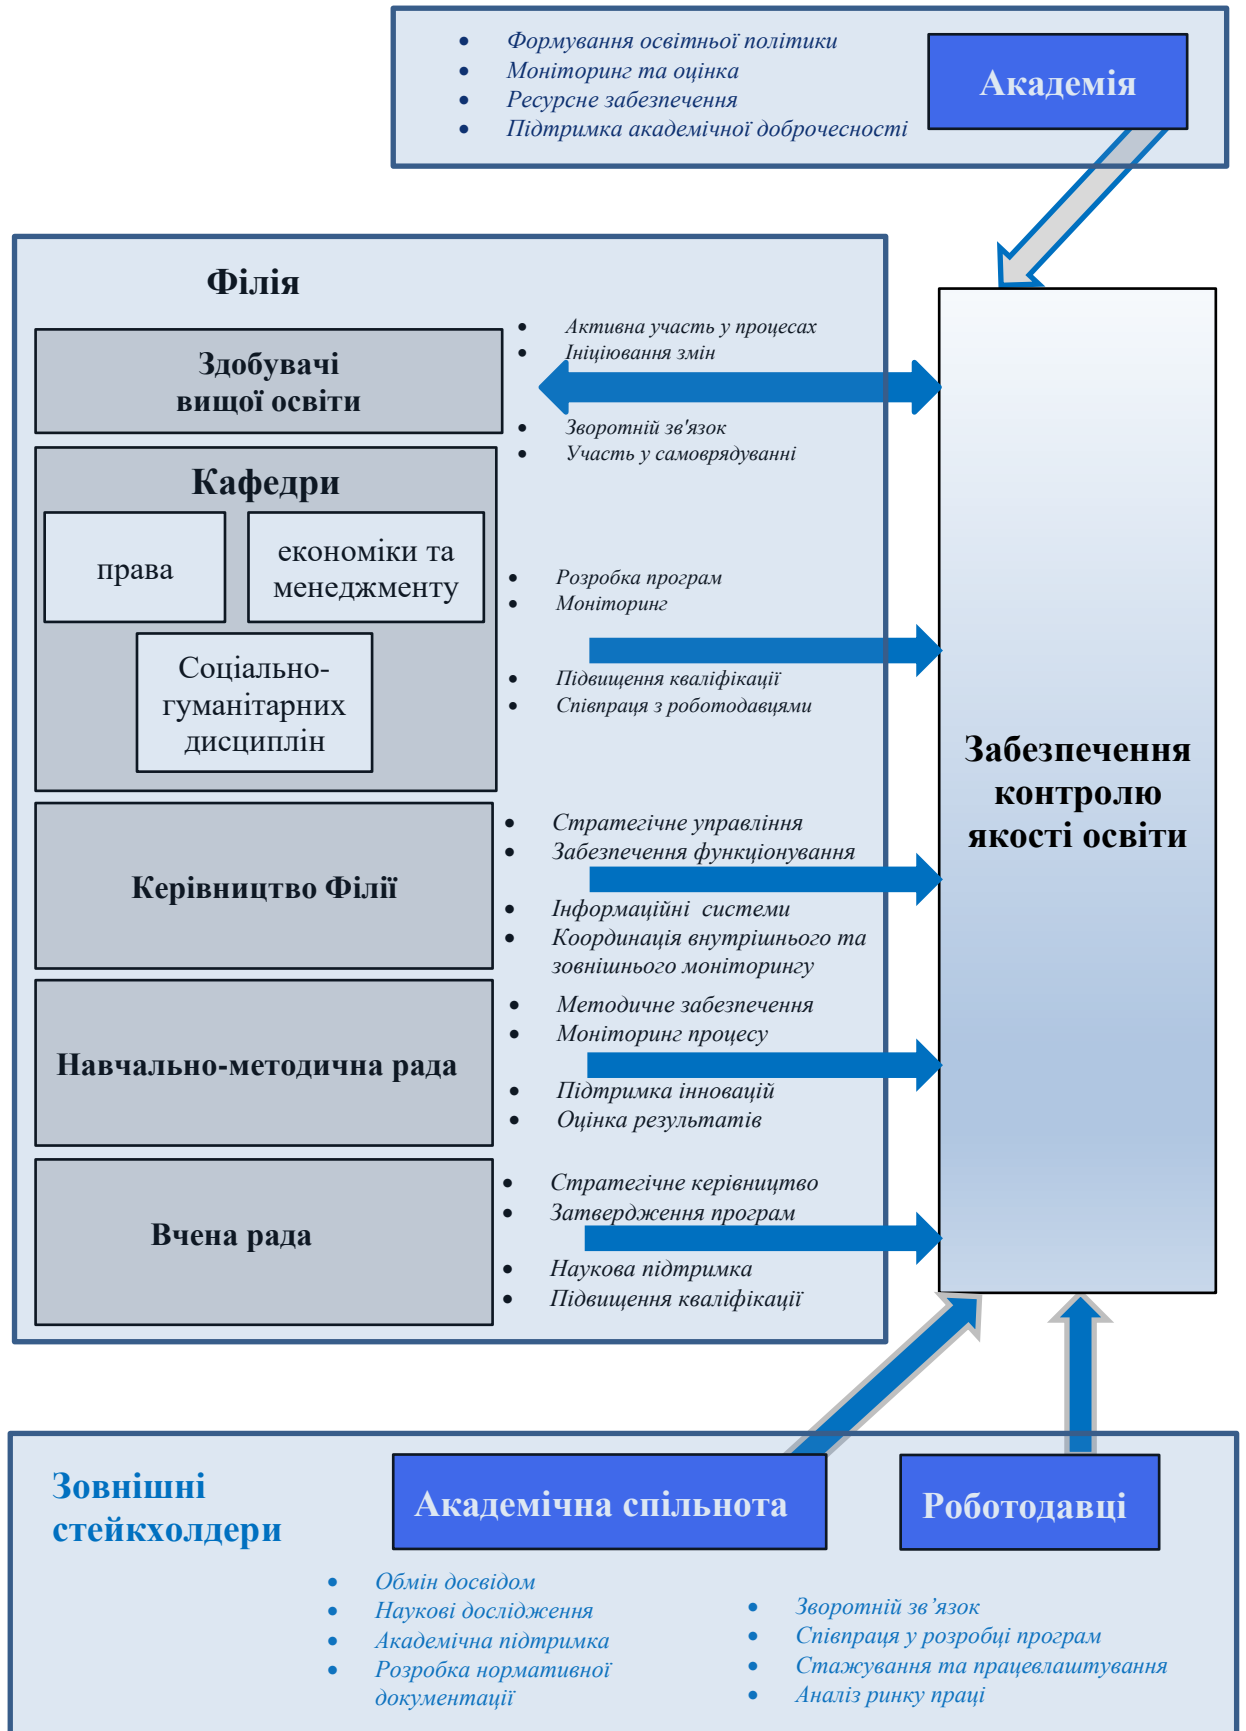 • Формування освітньої політики
• Моніторинг та оцінка
• Ресурсне забезпечення
• Підтримка академічної доброчесності
Академія
Філія
Здобувачі
вищої освіти
• Активна участь у процесах
• Ініціювання змін
• Зворотній зв'язок
• Участь у самоврядуванні
Кафедри
права
економіки та
менеджменту
Соціально-
гуманітарних
дисциплін
• Розробка програм
• Моніторинг
• Підвищення кваліфікації
• Співпраця з роботодавцями
Керівництво Філії
• Стратегічне управління
• Забезпечення функціонування
• Інформаційні системи
• Координація внутрішнього та
зовнішнього моніторингу
Навчально-методична рада
• Методичне забезпечення
• Моніторинг процесу
• Підтримка інновацій
• Оцінка результатів
Вчена рада
• Стратегічне керівництво
• Затвердження програм
• Наукова підтримка
• Підвищення кваліфікації
Забезпечення
контролю
якості освіти
Зовнішні
стейкхолдери
Академічна спільнота
• Обмін досвідом
• Наукові дослідження
• Академічна підтримка
• Розробка нормативної
документації
Роботодавці
• Зворотній зв’язок
• Співпраця у розробці програм
• Стажування та працевлаштування
• Аналіз ринку праці